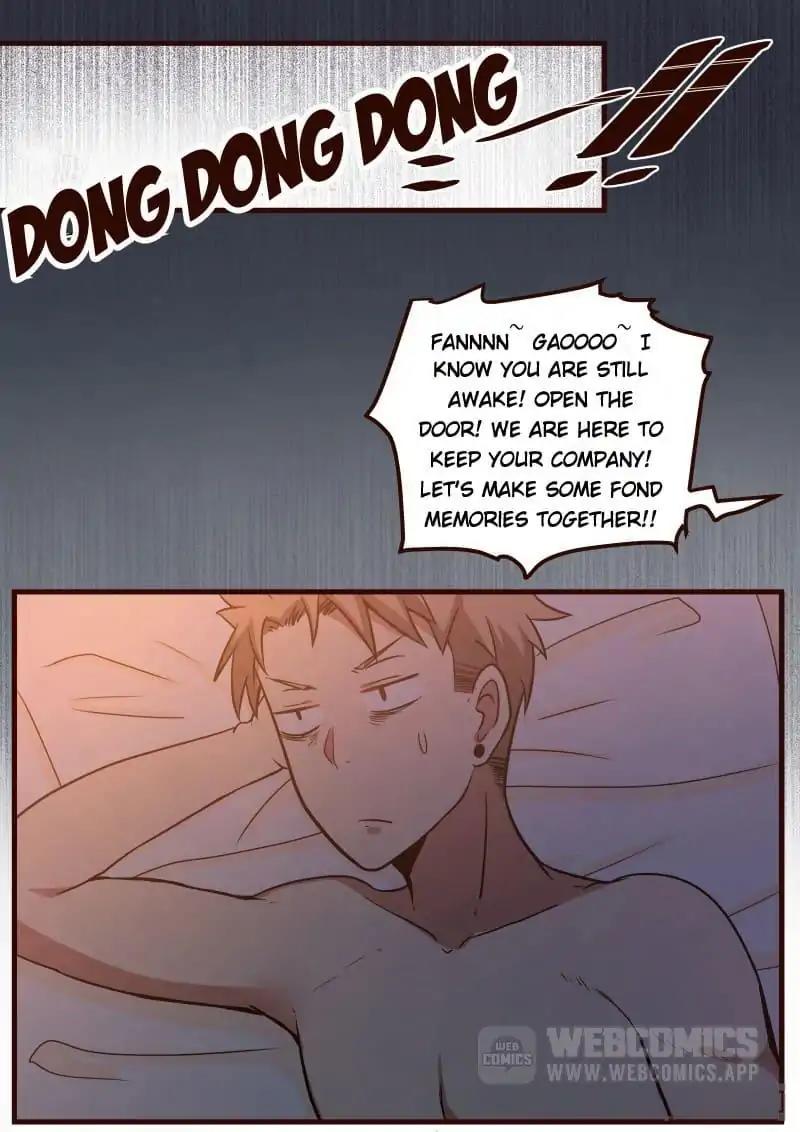 DONG DONG DONG
FANNNN~ GAOOOO~ I
KNOW YOU ARE STILL
AWAKE! OPEN THE
DOOR! WE ARE HERE TO
KEEP YOUR COMPANY!
LET'S MAKE SOME FOND
MEMORIES TOGETHER!!
WEB
COMICS
WEBCOMICS
WWW.WEBCOMICS.APP